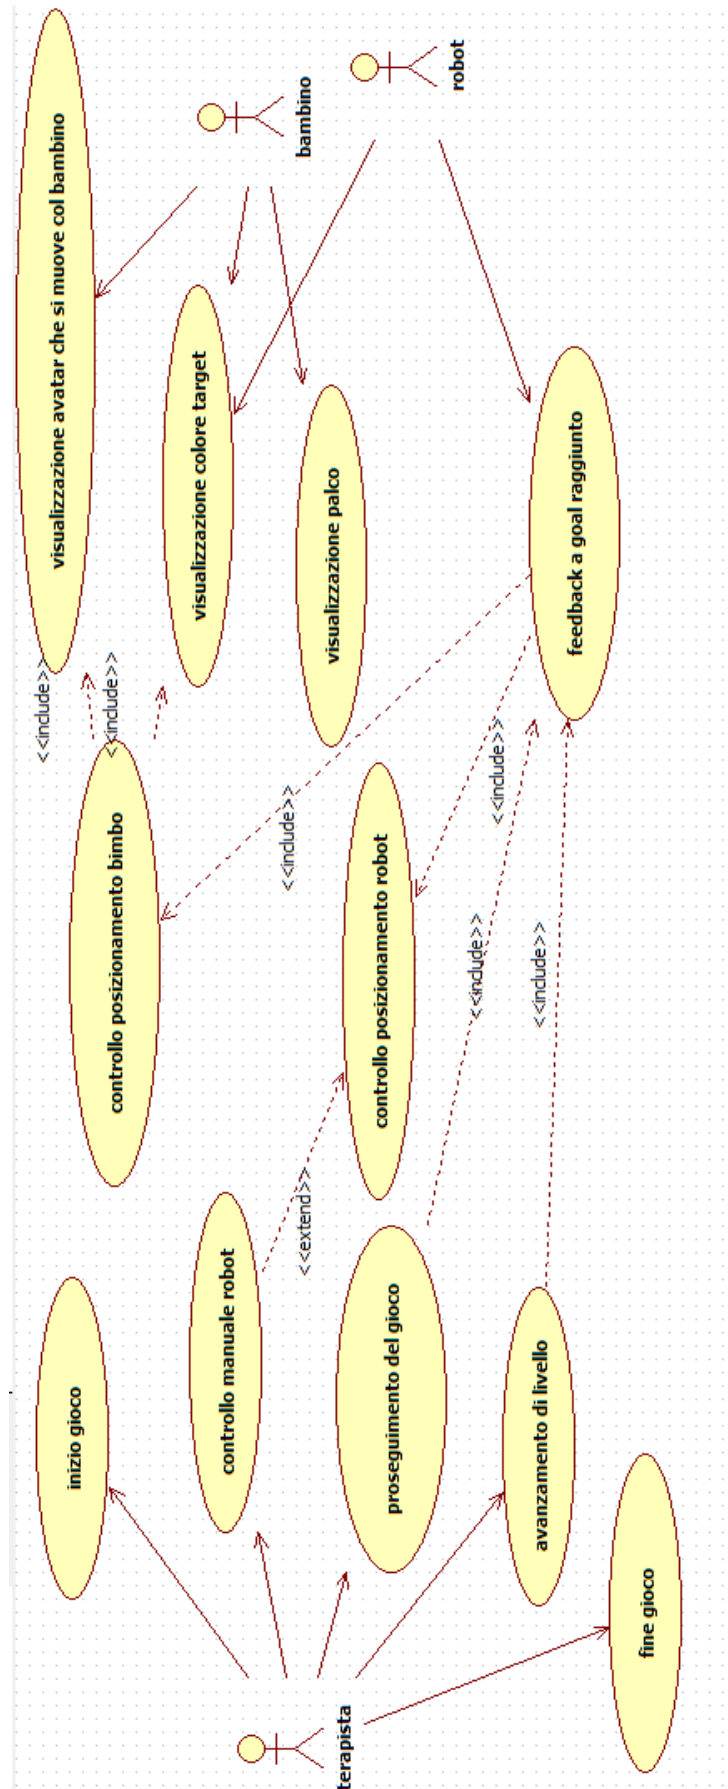 <<include>>
visualizzazione avatar che si muove col bambino
inizio gioco
<<include>>
controllo posizionamento bimbo
visualizzazione colore target
controllo manuale robot
<<include>>
bambino
<<extend>>
visualizzazione palco
terapista
controllo posizionamento robot
proseguimento del gioco
robot
<<include>>
<<include>>
avanzamento di livello
<<include>>
feedback a goal raggiunto
fine gioco